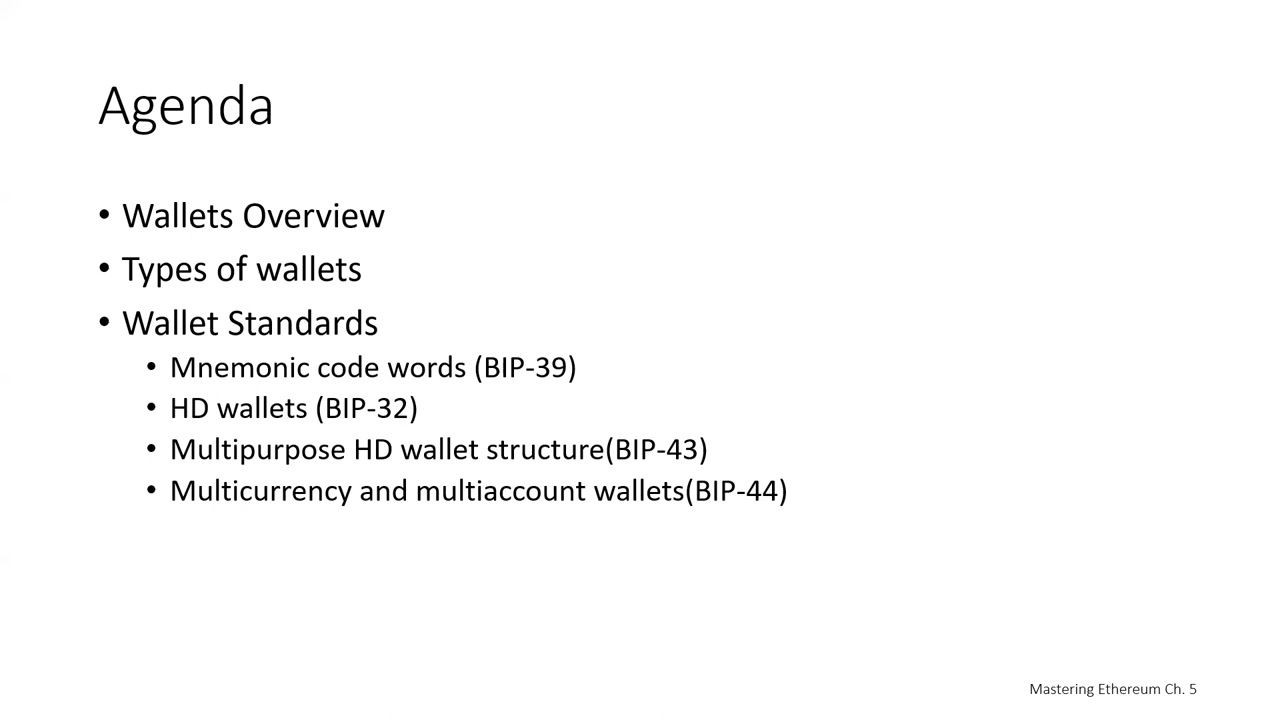 Agenda
• Wallets Overview
• Types of wallets
• Wallet Standards
• Mnemonic code words (BIP-39)
• HD wallets (BIP-32)
• Multipurpose HD wallet structure(BIP-43)
• Multicurrency and multiaccount wallets(BIP-44)
Mastering Ethereum Ch. 5